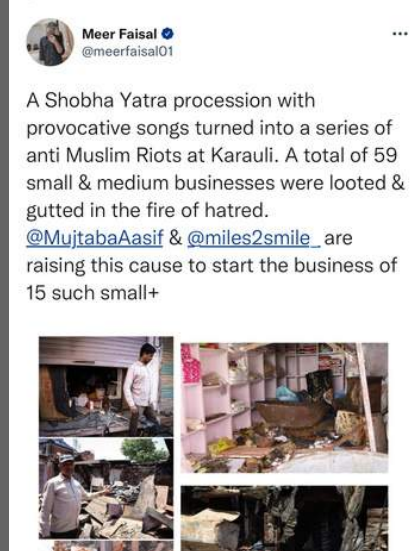 Meer Faisal
@meerfaisal01
A Shobha Yatra procession with
provocative songs turned into a series of
anti Muslim Riots at Karauli. A total of 59
small & medium businesses were looted &
gutted in the fire of hatred.
@MujtabaAasif & @miles2smile_ are
raising this cause to start the business of
15 such small+